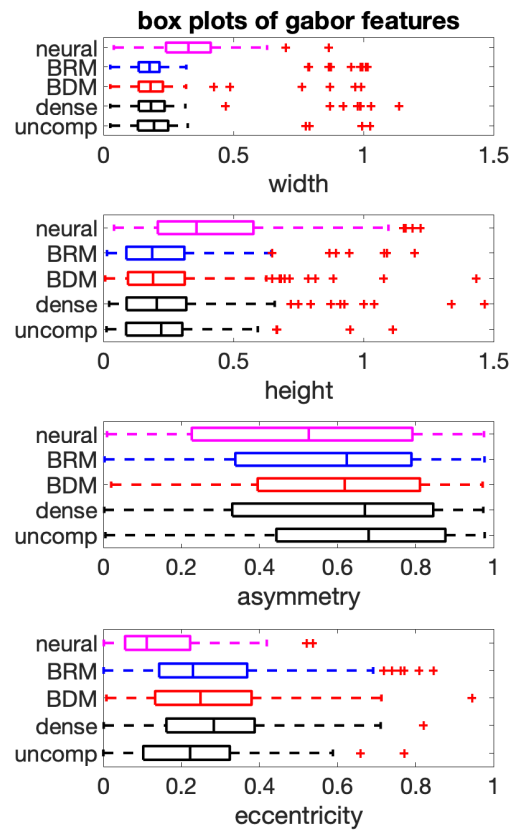 box plots of gabor features
neural
BRM
BDM
dense
uncomp
0 0.5 1 1.5
width
neural
BRM
BDM
dense
uncomp
0 0.5 1 1.5
height
neural
BRM
BDM
dense
uncomp
0 0.2 0.4 0.6 0.8 1
asymmetry
neural
BRM
BDM
dense
uncomp
0 0.2 0.4 0.6 0.8 1
eccentricity